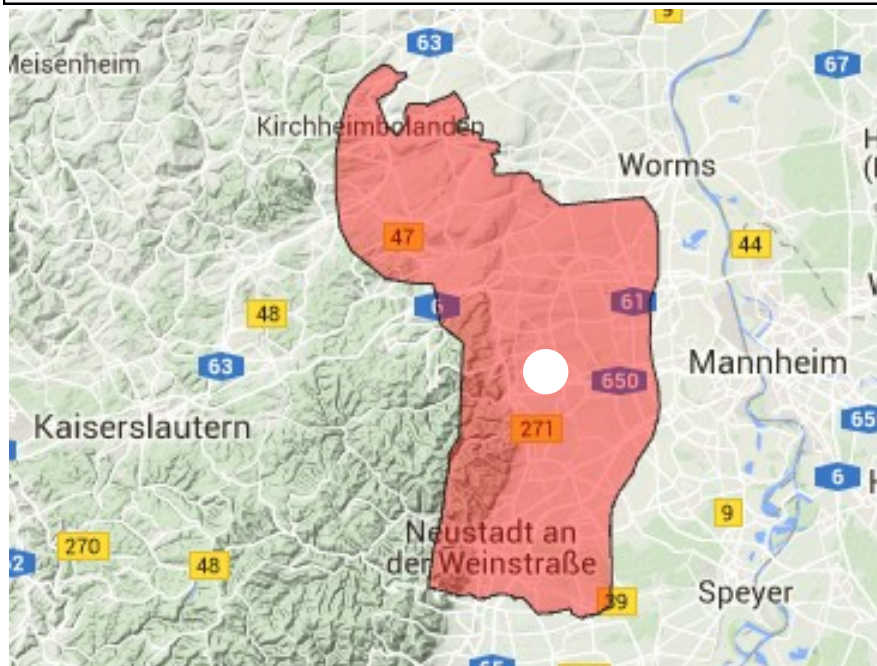 9
63
Meisenheim
67
Kirchheimbolanden
Worms
47
44
6
61
48
63
650
Mannheim
271
Kaiserslautern
65
6
9
Neustadt an
der Weinstraße
270
48
39
Speyer
65